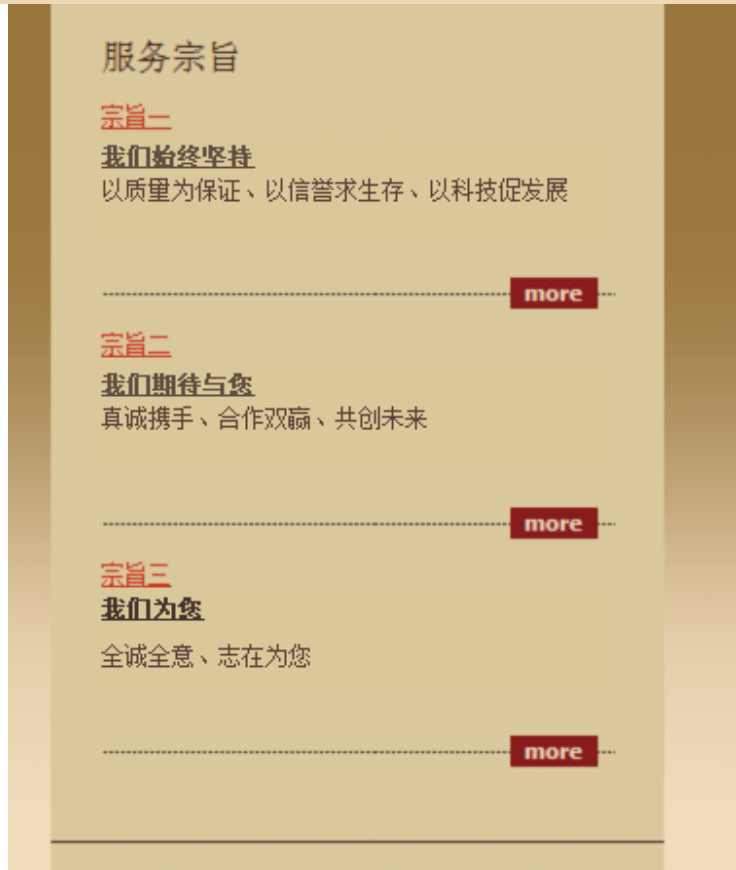 服务宗旨
宗旨一
我们始终坚持
以质量为保证、以信誉求生存、以科技促发展
more
宗旨二
我们期待与您
真诚携手、合作双赢、共创未来
more
宗旨三
我们为您
全诚全意、志在为您
more